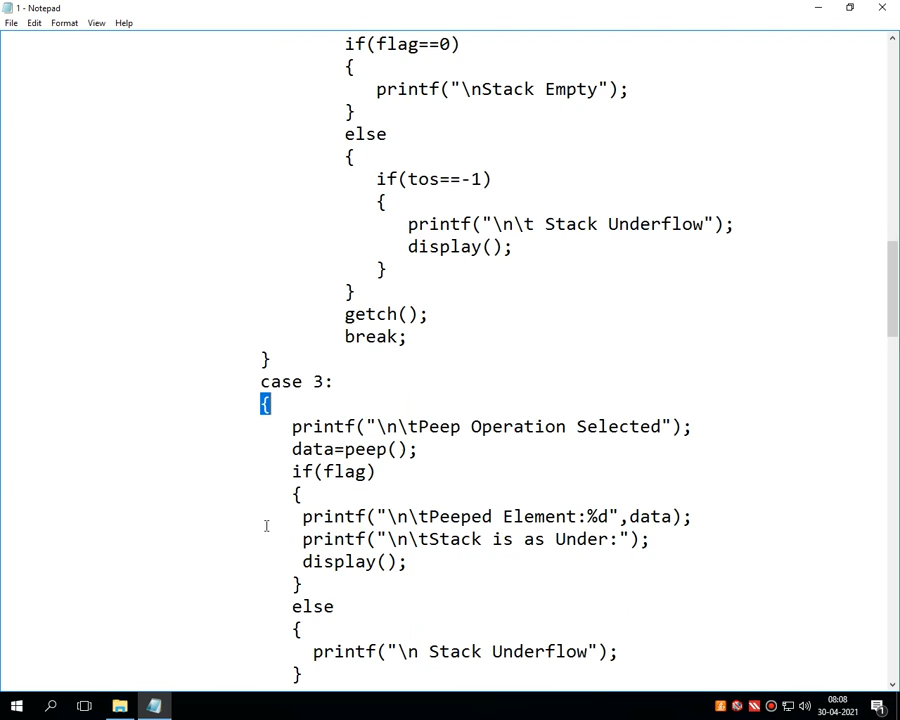 1 - Notepad
File Edit Format View Help
if(flag==0)
{
printf("\nStack Empty");
}
else
{
if(tos==-1)
{
printf("\n\t Stack Underflow");
display();
}
}
getch();
break;
}
case 3:
{
printf("\n\tPeep Operation Selected");
data=peep();
if(flag)
{
printf("\n\tPeeped Element:%d",data);
printf("\n\tStack is as Under:");
display();
}
else
{
printf("\n Stack Underflow");
}
08:08
30-04-2021
1